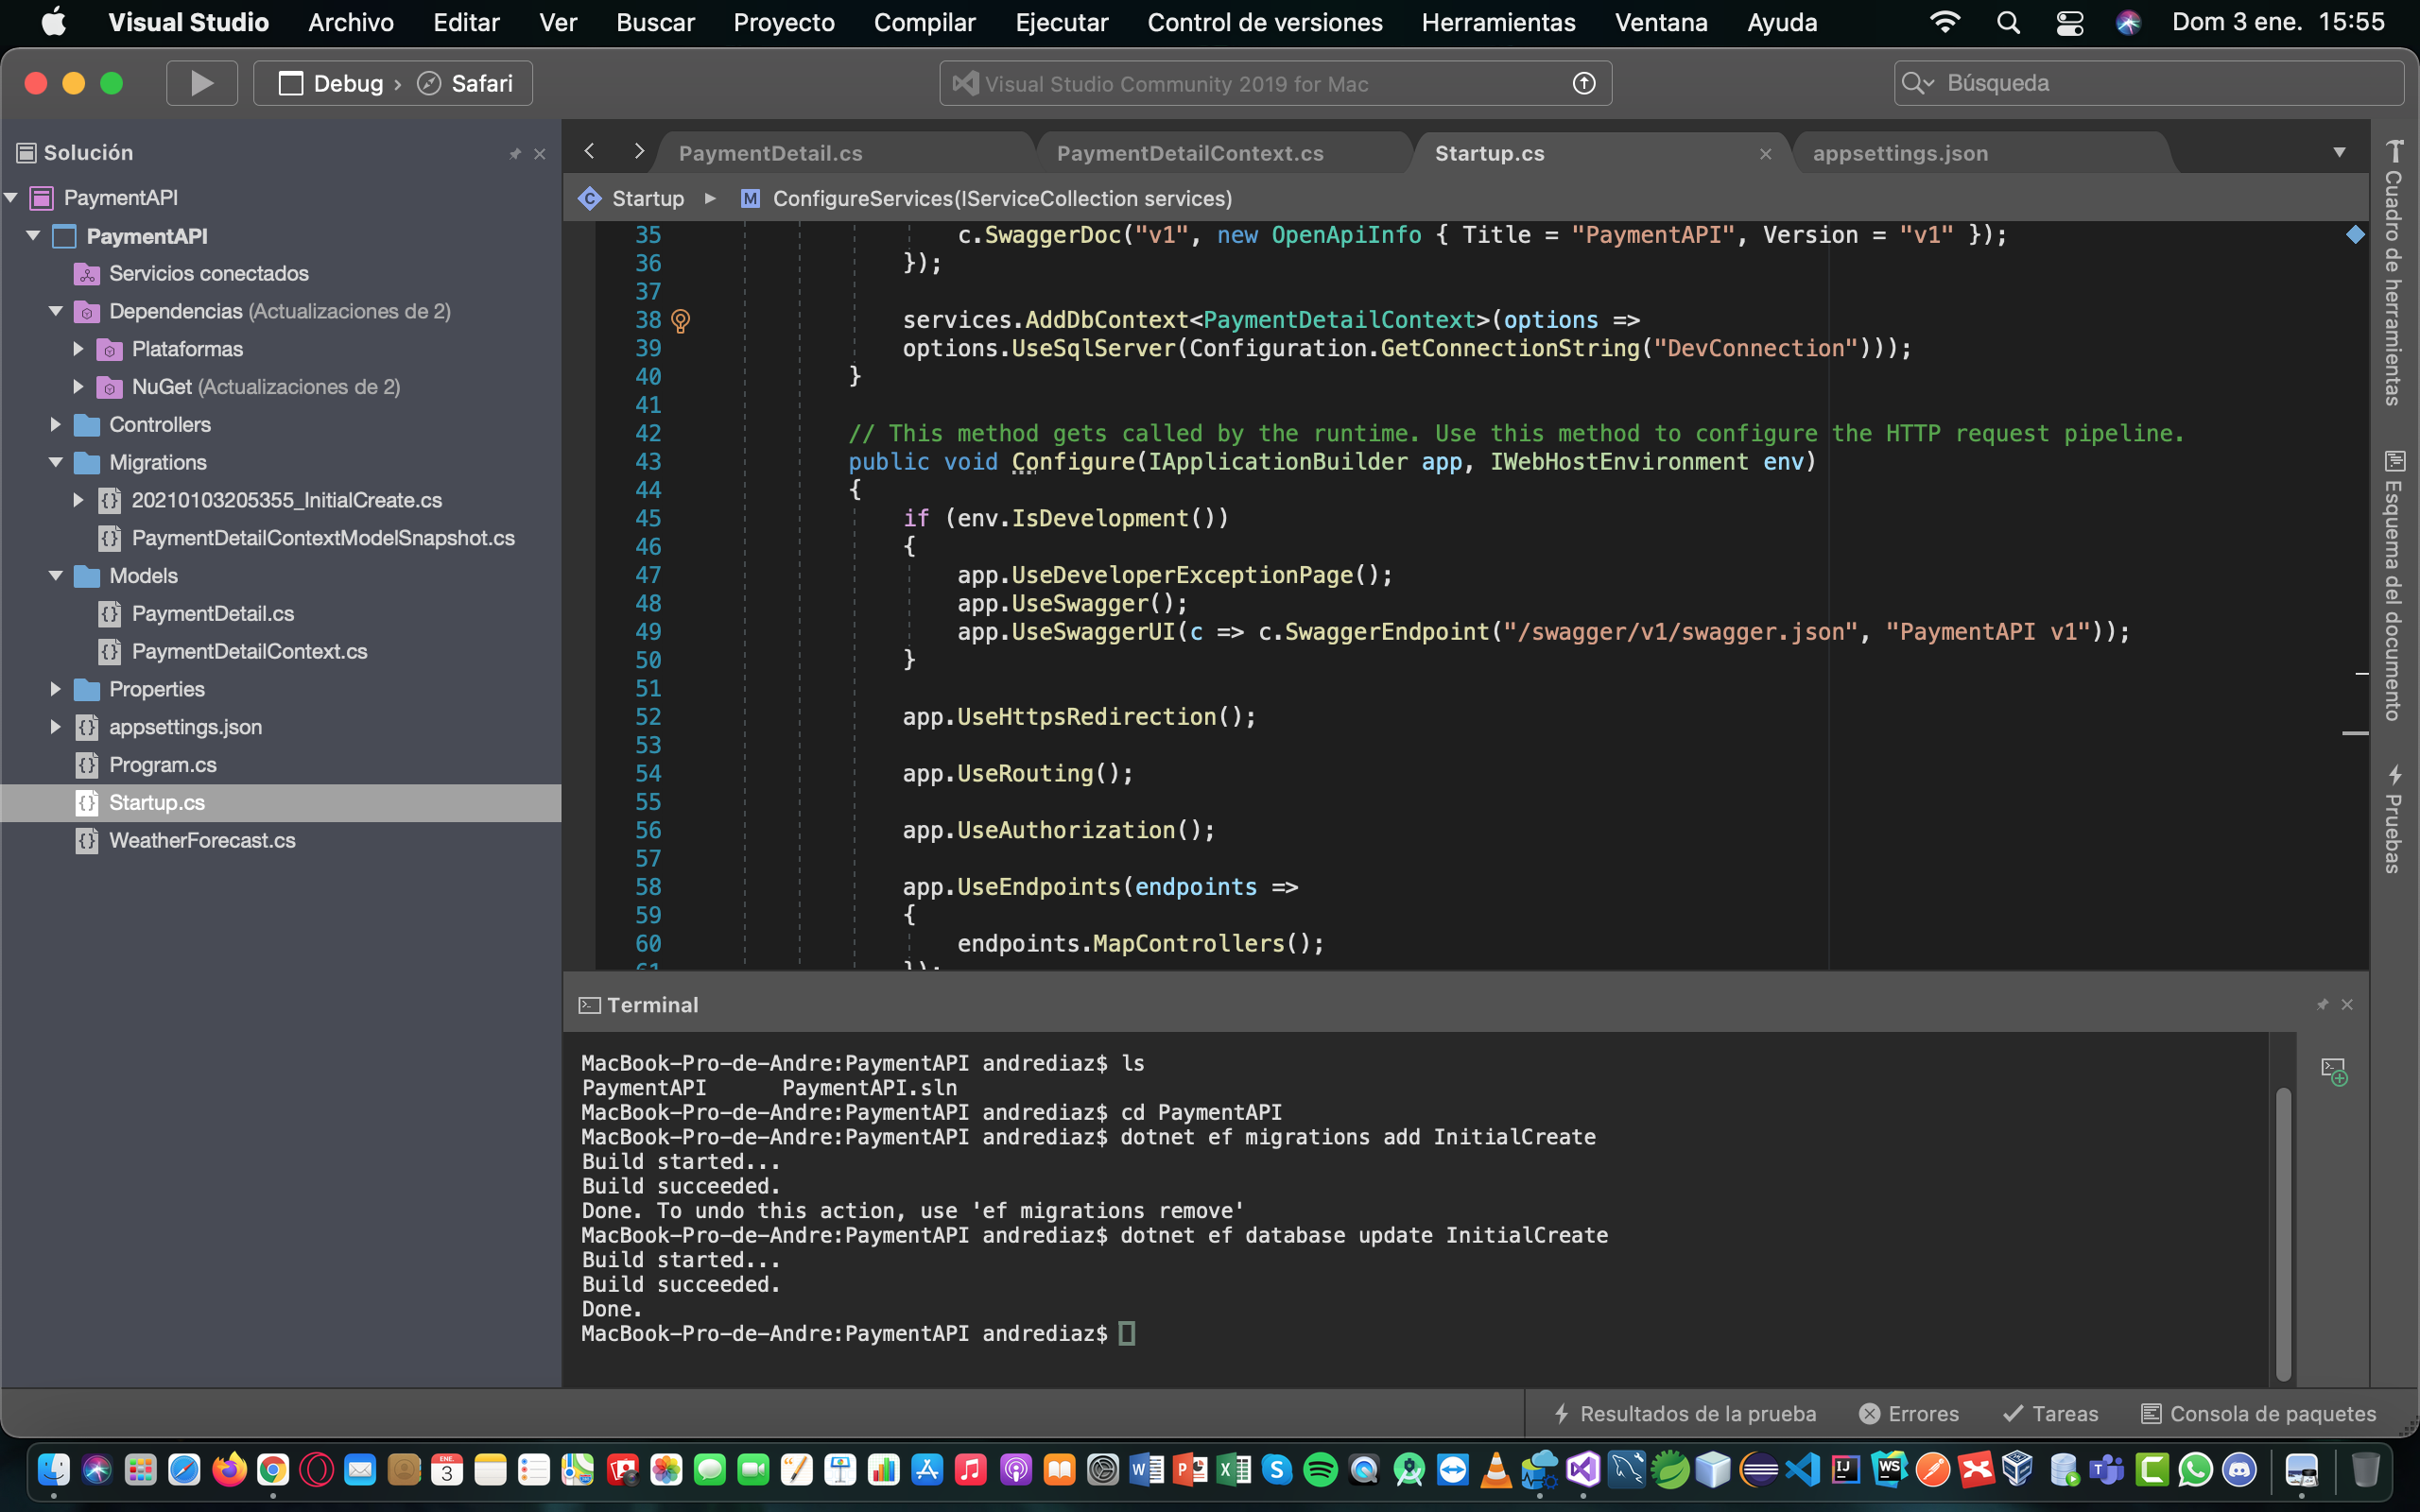 Visual Studio Archivo Editar Ver Buscar Proyecto Compilar Ejecutar Control de versiones Herramientas Ventana Ayuda Dom 3 ene. 15:55
Debug › Safari Visual Studio Community 2019 for Mac Búsqueda
Solución
PaymentAPI
PaymentAPI
Servicios conectados
Dependencias (Actualizaciones de 2)
Plataformas
NuGet (Actualizaciones de 2)
Controllers
Migrations
20210103205355_InitialCreate.cs
PaymentDetailContextModelSnapshot.cs
Models
PaymentDetail.cs
PaymentDetailContext.cs
Properties
appsettings.json
Program.cs
Startup.cs
WeatherForecast.cs
PaymentDetail.cs PaymentDetailContext.cs Startup.cs appsettings.json
Startup M ConfigureServices(IServiceCollection services)
35 c.SwaggerDoc("v1", new OpenApiInfo { Title = "PaymentAPI", Version = "v1" });
36 });
37
38 services.AddDbContext<PaymentDetailContext>(options =>
39 options.UseSqlServer(Configuration.GetConnectionString("DevConnection")));
40 }
41
42 // This method gets called by the runtime. Use this method to configure the HTTP request pipeline.
43 public void Configure(IApplicationBuilder app, IWebHostEnvironment env)
44 {
45 if (env.IsDevelopment())
46 {
47 app.UseDeveloperExceptionPage();
48 app.UseSwagger();
49 app.UseSwaggerUI(c => c.SwaggerEndpoint("/swagger/v1/swagger.json", "PaymentAPI v1"));
50 }
51
52 app.UseHttpsRedirection();
53
54 app.UseRouting();
55
56 app.UseAuthorization();
57
58 app.UseEndpoints(endpoints =>
59 {
60 endpoints.MapControllers();
61 });
Cuadro de herramientas
Esquema del documento
Pruebas
Terminal
MacBook-Pro-de-Andre:PaymentAPI andrediaz$ ls
PaymentAPI PaymentAPI.sln
MacBook-Pro-de-Andre:PaymentAPI andrediaz$ cd PaymentAPI
MacBook-Pro-de-Andre:PaymentAPI andrediaz$ dotnet ef migrations add InitialCreate
Build started...
Build succeeded.
Done. To undo this action, use 'ef migrations remove'
MacBook-Pro-de-Andre:PaymentAPI andrediaz$ dotnet ef database update InitialCreate
Build started...
Build succeeded.
Done.
MacBook-Pro-de-Andre:PaymentAPI andrediaz$
Resultados de la prueba Errores Tareas Consola de paquetes